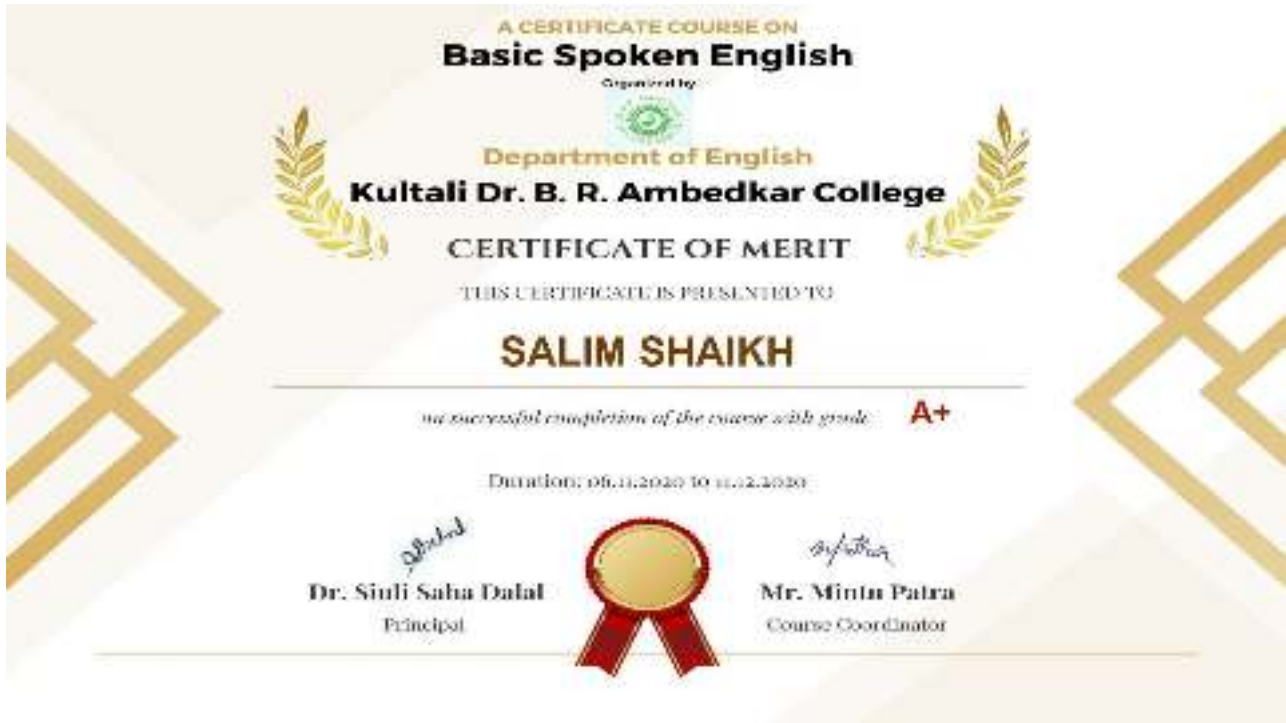 A CERTIFICATE COURSE ON
Basic Spoken English
Organized by
Department of English
Kultali Dr. B. R. Ambedkar College
CERTIFICATE OF MERIT
THIS CERTIFICATE IS PRESENTED TO
SALIM SHAIKH
on successful completion of the course with grade A+
Duration: 06.11.2020 to 11.12.2020
Dr. Siuli Saha Dalal
Mr. Mintu Patra
Principal
Course Coordinator